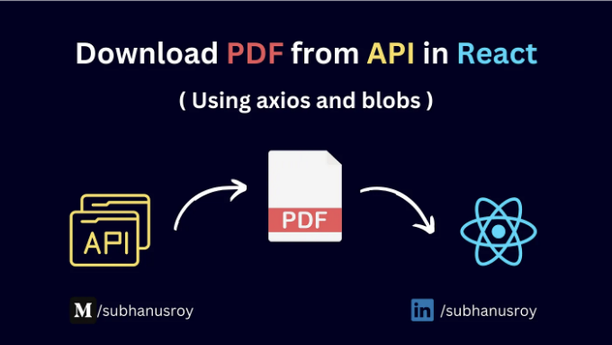 Download PDF from API in React
( Using axios and blobs )
API
PDF
M /subhanusroy
in /subhanusroy